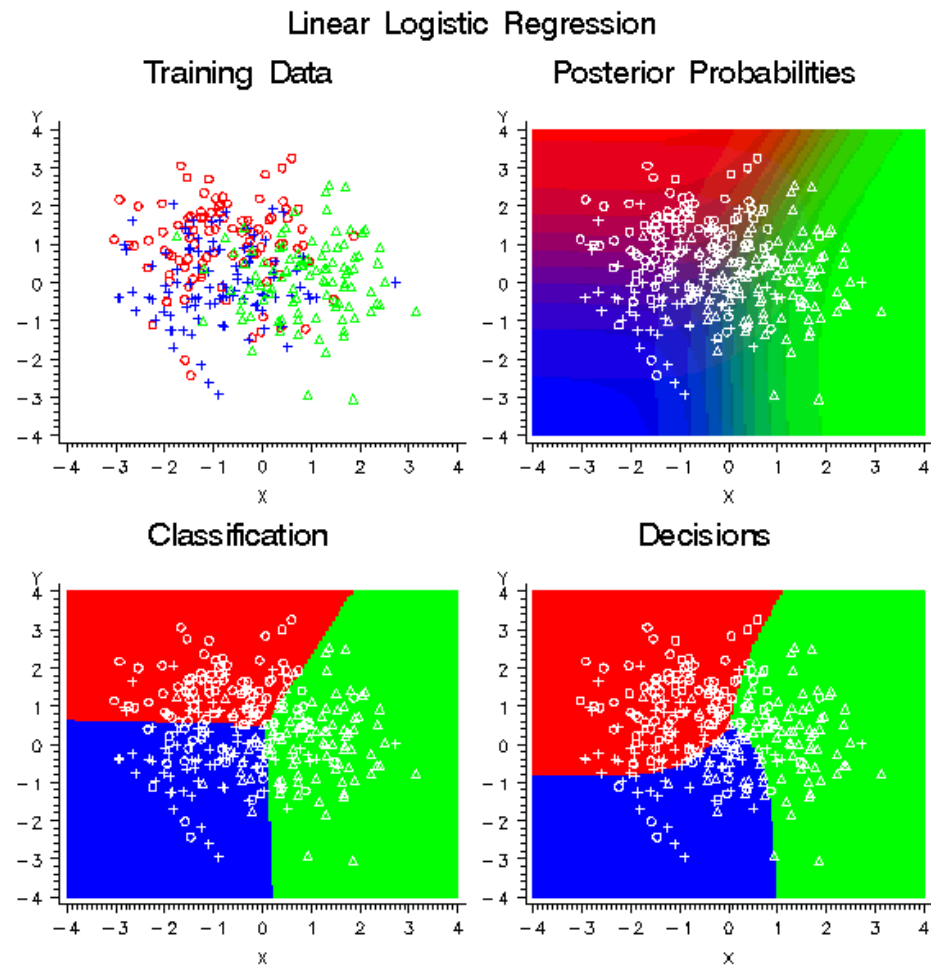 Linear Logistic Regression
Training Data
Y
4
3
2
1
0
-1
-2
-3
-4
-4 -3 -2 -1 0 1 2 3 4
X
Posterior Probabilities
Y
4
3
2
1
0
-1
-2
-3
-4
-4 -3 -2 -1 0 1 2 3 4
X
Classification
Y
4
3
2
1
0
-1
-2
-3
-4
-4 -3 -2 -1 0 1 2 3 4
X
Decisions
Y
4
3
2
1
0
-1
-2
-3
-4
-4 -3 -2 -1 0 1 2 3 4
X